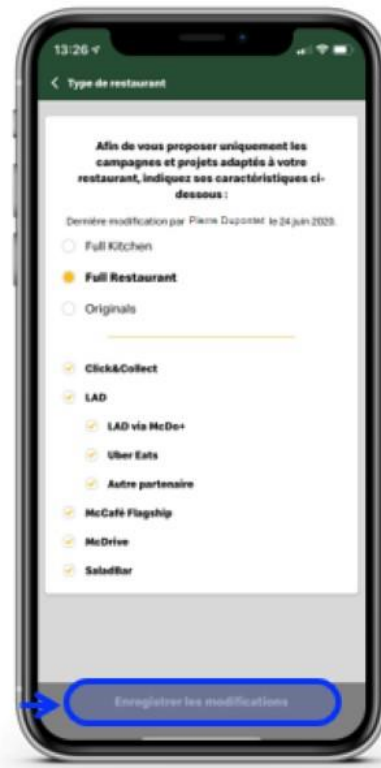 13:26
Type de restaurant
Afin de vous proposer uniquement les
campagnes et projets adaptés à votre
restaurant, indiquez ses caractéristiques ci-
dessous :
Dernière modification par Pierre Dupontet le 24 juin 2020.
Full Kitchen
Full Restaurant
Originals
Click&Collect
LAD
LAD via McDo+
Uber Eats
Autre partenaire
McCafé Flagship
McDrive
SaladBar
Enregistrer les modifications